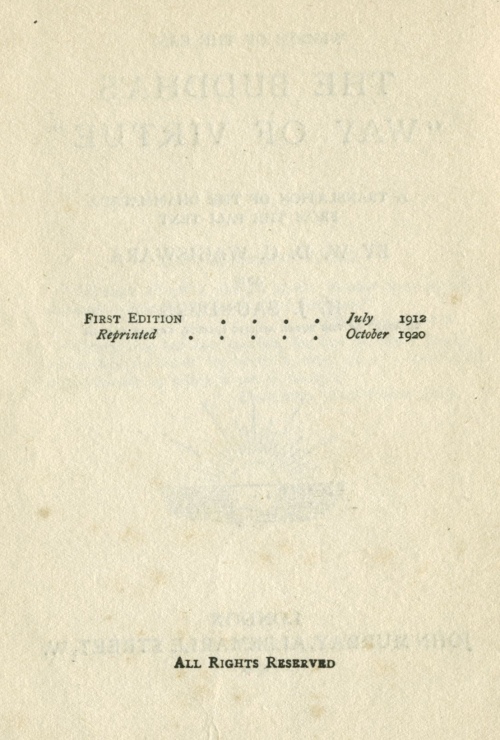 FIRST EDITION . . . . July 1912
Reprinted . . . . . October 1920
ALL RIGHTS RESERVED